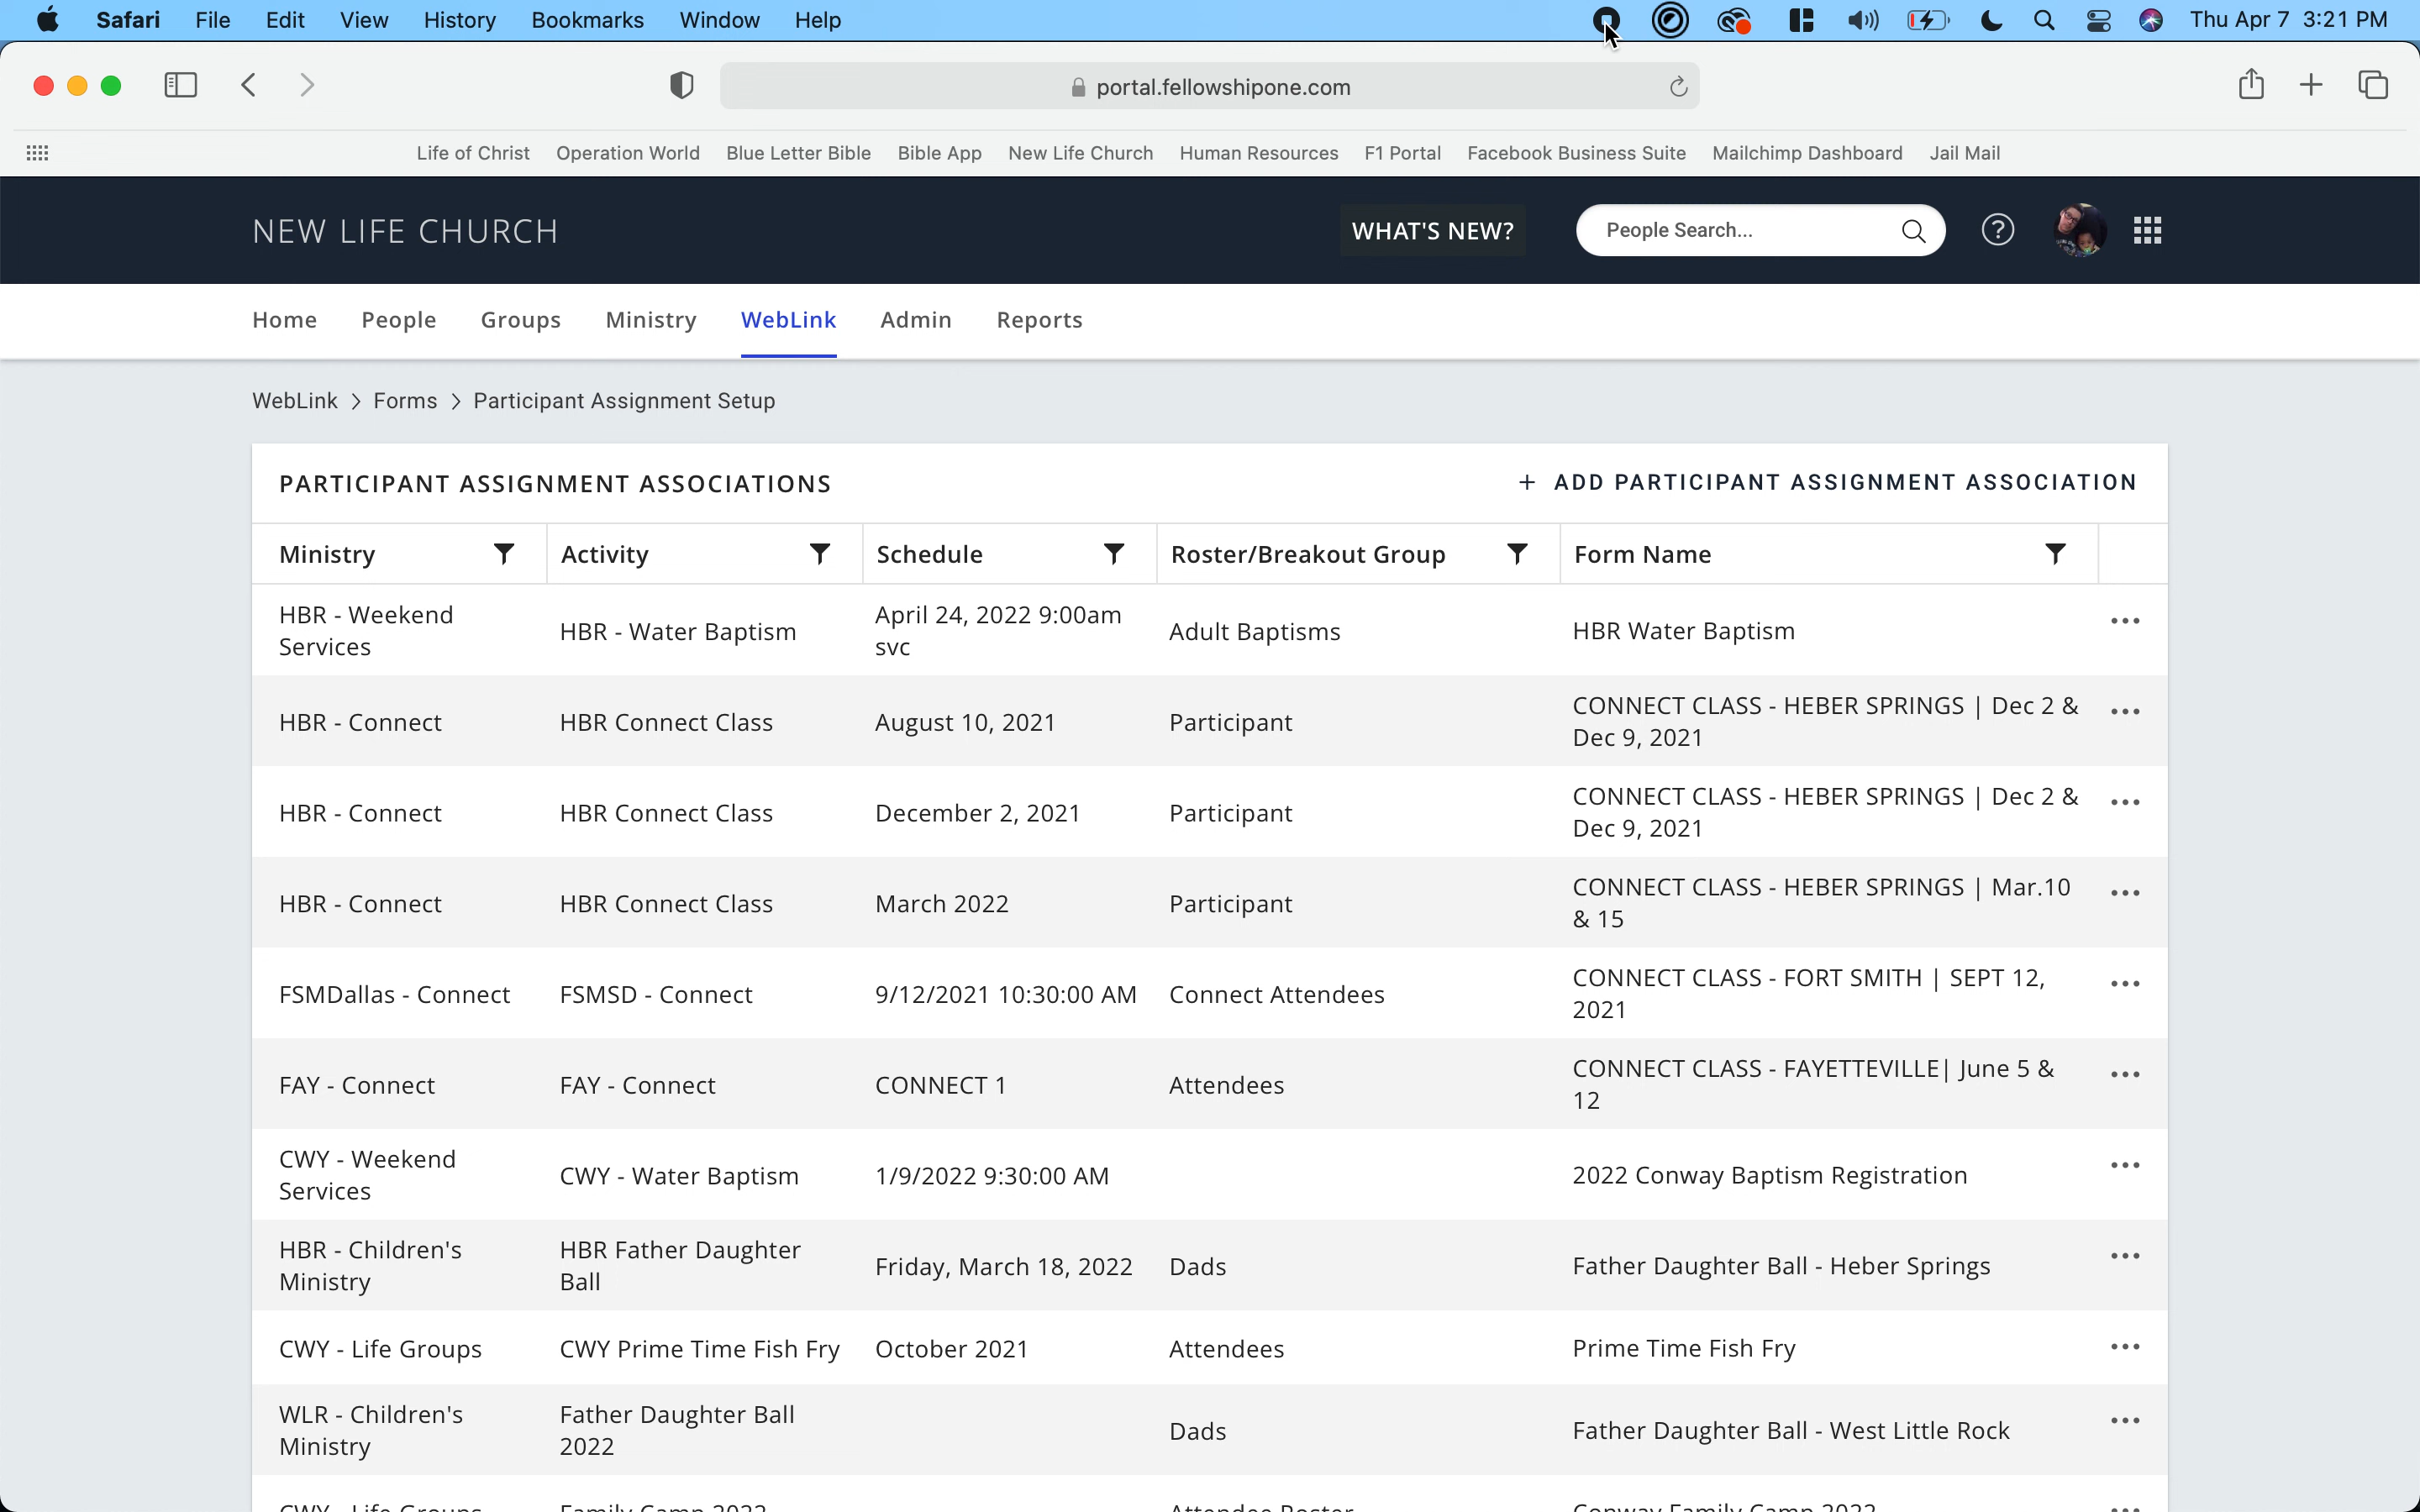 Safari File Edit View History Bookmarks Window Help Thu Apr 7 3:21 PM
portal.fellowshipone.com
Life of Christ Operation World Blue Letter Bible Bible App New Life Church Human Resources F1 Portal Facebook Business Suite Mailchimp Dashboard Jail Mail
NEW LIFE CHURCH WHAT'S NEW? People Search...
Home People Groups Ministry WebLink Admin Reports
WebLink > Forms > Participant Assignment Setup
PARTICIPANT ASSIGNMENT ASSOCIATIONS + ADD PARTICIPANT ASSIGNMENT ASSOCIATION
Ministry Activity Schedule Roster/Breakout Group Form Name
HBR - Weekend
Services
HBR - Water Baptism
April 24, 2022 9:00am
svc
Adult Baptisms
HBR Water Baptism
HBR - Connect
HBR Connect Class
August 10, 2021
Participant
CONNECT CLASS - HEBER SPRINGS | Dec 2 &
Dec 9, 2021
HBR - Connect
HBR Connect Class
December 2, 2021
Participant
CONNECT CLASS - HEBER SPRINGS | Dec 2 &
Dec 9, 2021
HBR - Connect
HBR Connect Class
March 2022
Participant
CONNECT CLASS - HEBER SPRINGS | Mar.10
& 15
FSMDallas - Connect
FSMSD - Connect
9/12/2021 10:30:00 AM
Connect Attendees
CONNECT CLASS - FORT SMITH | SEPT 12,
2021
FAY - Connect
FAY - Connect
CONNECT 1
Attendees
CONNECT CLASS - FAYETTEVILLE| June 5 &
12
CWY - Weekend
Services
CWY - Water Baptism
1/9/2022 9:30:00 AM
2022 Conway Baptism Registration
HBR - Children's
Ministry
HBR Father Daughter
Ball
Friday, March 18, 2022
Dads
Father Daughter Ball - Heber Springs
CWY - Life Groups
CWY Prime Time Fish Fry
October 2021
Attendees
Prime Time Fish Fry
WLR - Children's
Ministry
Father Daughter Ball
2022
Dads
Father Daughter Ball - West Little Rock
CWY - Life Groups
Family Camp 2022
Attendee Roster
Conway Family Camp 2022